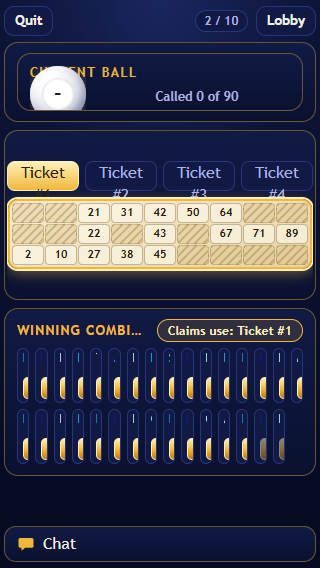 Quit
2 / 10
Lobby
CURRENT BALL
-
Called 0 of 90
Ticket #1
Ticket #2
Ticket #3
Ticket #4
21 31 42 50 64
22 43 67 71 89
2 10 27 38 45
WINNING COMBI...
Claims use: Ticket #1
Chat